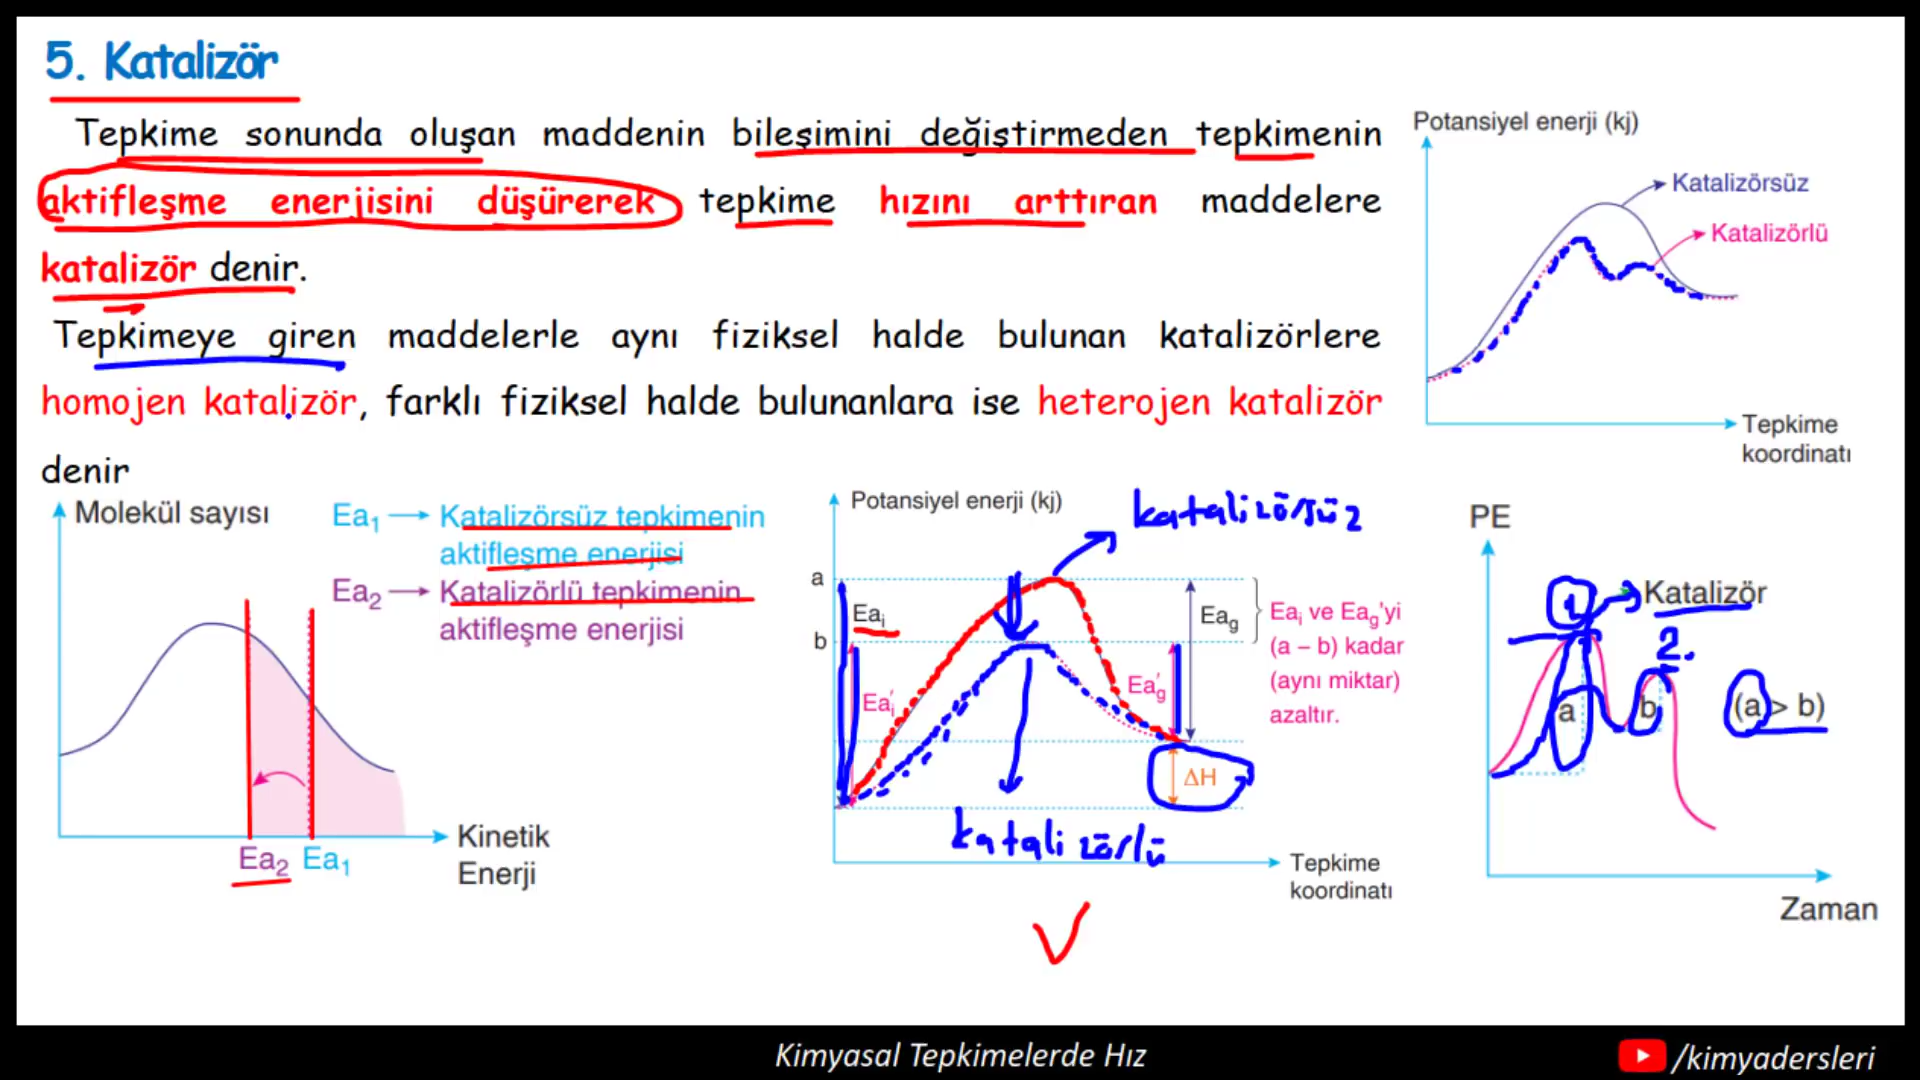 5. Katalizör
Tepkime sonunda oluşan maddenin bileşimini değiştirmeden tepkimenin
aktifleşme enerjisini düşürerek tepkime hızını arttıran maddelere
katalizör denir.
Tepkimeye giren maddelerle aynı fiziksel halde bulunan katalizörlere
homojen katalizör, farklı fiziksel halde bulunanlara ise heterojen katalizör
denir
Potansiyel enerji (kj)
Katalizörsüz
Katalizörlü
Tepkime
koordinatı
Molekül sayısı
Ea1 → Katalizörsüz tepkimenin
aktifleşme enerjisi
Ea2 → Katalizörlü tepkimenin
aktifleşme enerjisi
Ea2 Ea1
Kinetik
Enerji
Potansiyel enerji (kj)
katalizörsüz
a
b
Eai
Ea'i
Eag
Ea'g
Eai ve Eag'yi
(a – b) kadar
(aynı miktar)
azaltır.
ΔH
katalizörlü
Tepkime
koordinatı
PE
1
Katalizör
2.
a
b
(a > b)
Zaman
Kimyasal Tepkimelerde Hız
/kimyadersleri